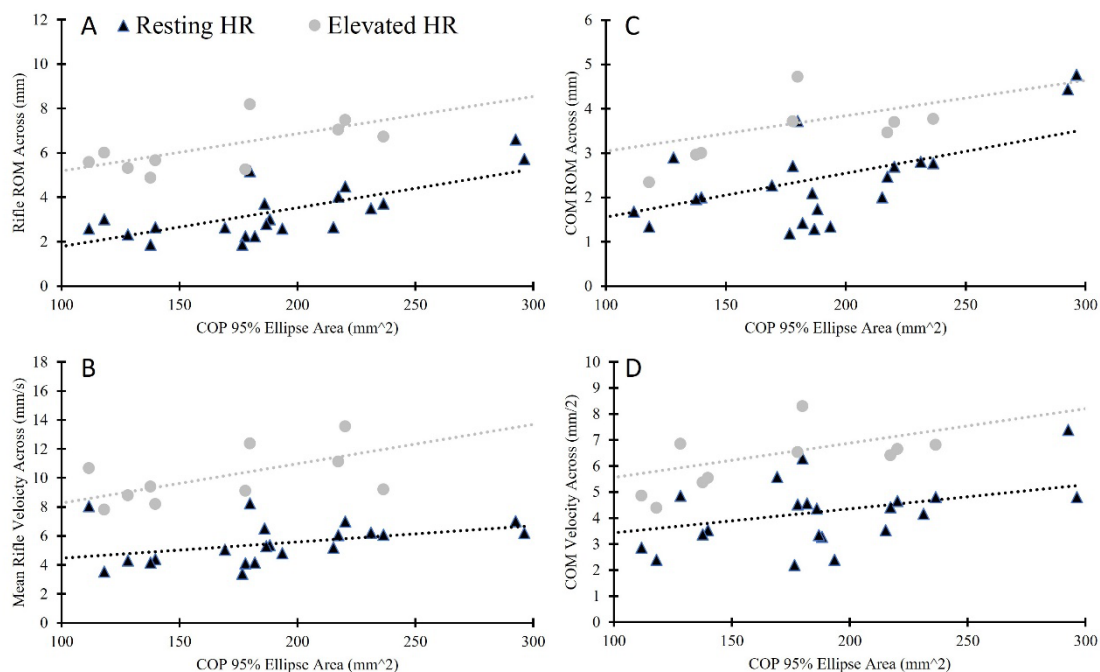 A ▲ Resting HR ● Elevated HR
12
10
8
6
4
2
0
Rifle ROM Across (mm)
100 150 200 250 300
COP 95% Ellipse Area (mm^2)
C
6
5
4
3
2
1
0
COM ROM Across (mm)
100 150 200 250 300
COP 95% Ellipse Area (mm^2)
B
18
16
14
12
10
8
6
4
2
0
Mean Rifle Veloicty Across (mm/s)
100 150 200 250 300
COP 95% Ellipse Area (mm^2)
D
10
9
8
7
6
5
4
3
2
1
0
COM Velocity Across (mm/2)
100 150 200 250 300
COP 95% Ellipse Area (mm^2)